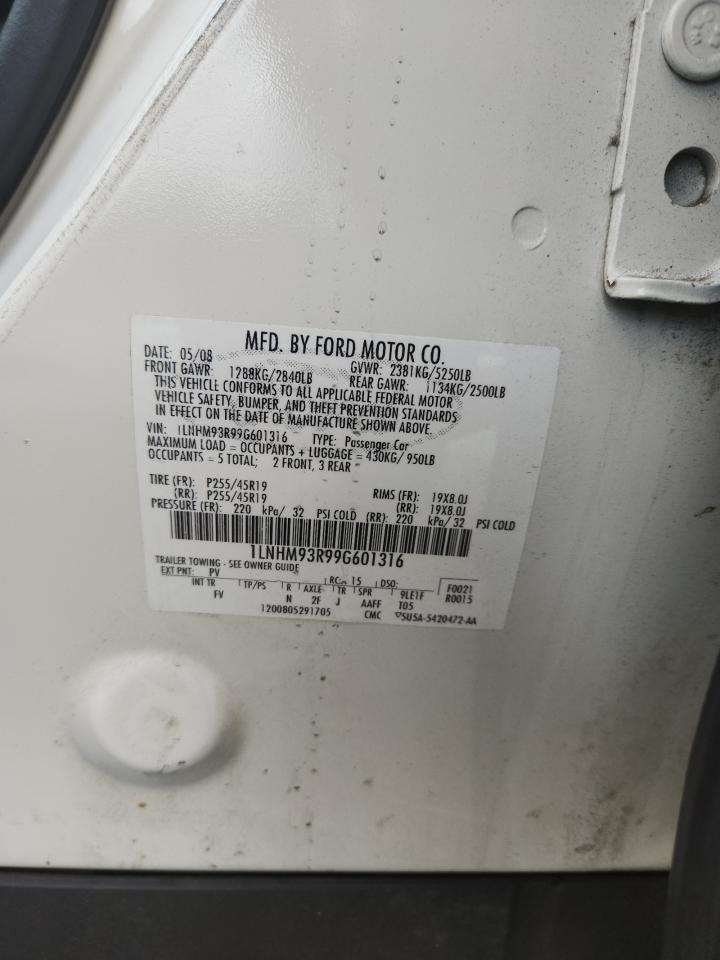 MFD. BY FORD MOTOR CO.
DATE: 05/08 GVWR: 2381KG/5250LB
FRONT GAWR: 1288KG/2840LB REAR GAWR: 1134KG/2500LB
THIS VEHICLE CONFORMS TO ALL APPLICABLE FEDERAL MOTOR
VEHICLE SAFETY, BUMPER, AND THEFT PREVENTION STANDARDS
IN EFFECT ON THE DATE OF MANUFACTURE SHOWN ABOVE.
VIN: 1LNHM93R99G601316 TYPE: Passenger Car
MAXIMUM LOAD = OCCUPANTS + LUGGAGE = 430KG/ 950LB
OCCUPANTS = 5 TOTAL; 2 FRONT, 3 REAR
TIRE (FR): P255/45R19 RIMS (FR): 19X8.0J
(RR): P255/45R19 (RR): 19X8.0J
PRESSURE (FR): 220 kPa/ 32 PSI COLD (RR): 220 kPa/ 32 PSI COLD
1LNHM93R99G601316
TRAILER TOWING - SEE OWNER GUIDE
EXT PNT: PV RC: 15 DSO: F0021
INT TR TP/PS R AXLE TR SPR 9LE1F R0015
FV N 2F J AAFF T05
1200805291705 CMC 5U5A-5420472-AA